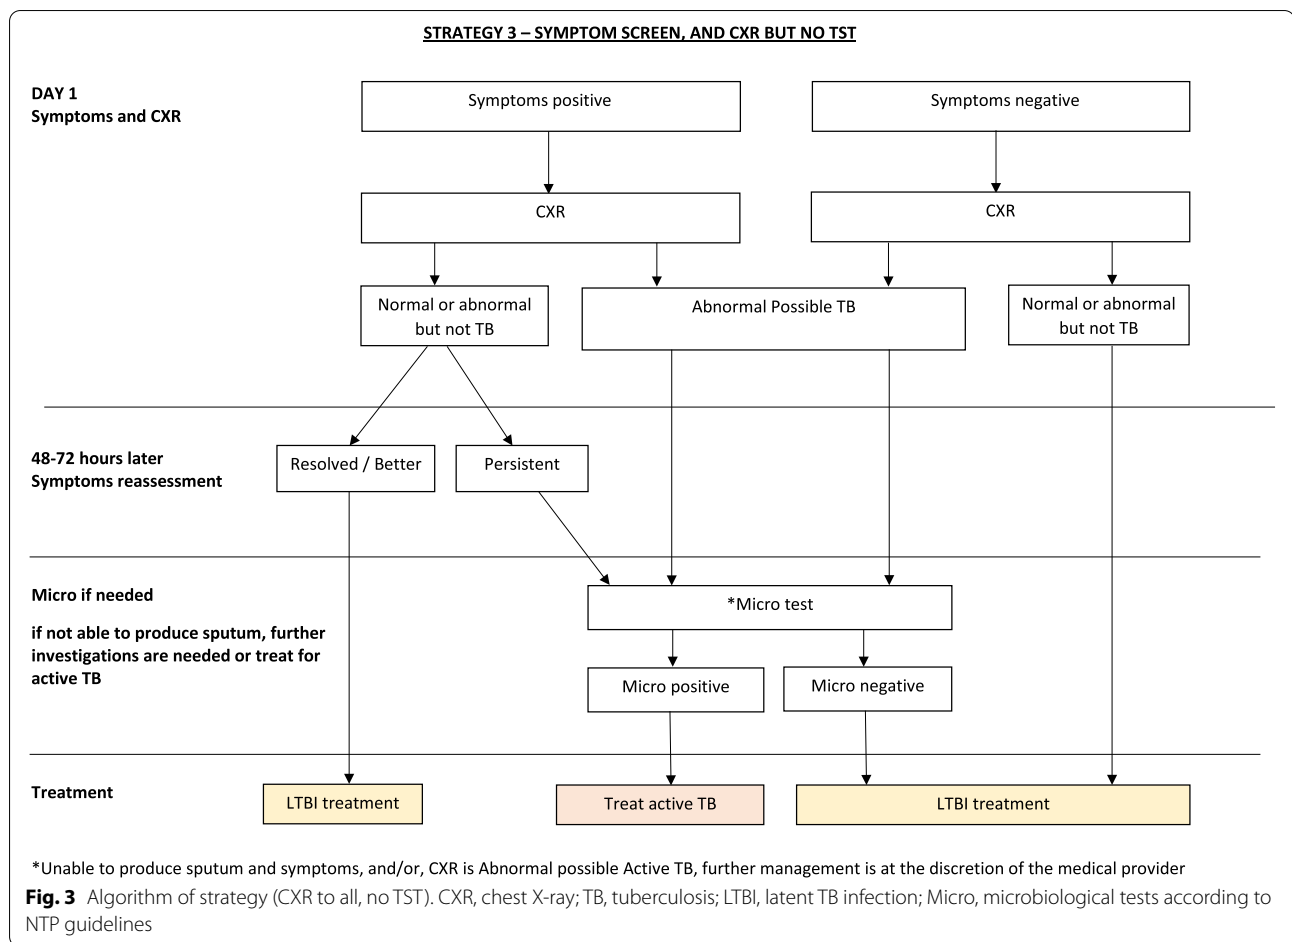 STRATEGY 3 – SYMPTOM SCREEN, AND CXR BUT NO TST
DAY 1
Symptoms and CXR
Symptoms positive
Symptoms negative
CXR
CXR
Normal or abnormal
but not TB
Abnormal Possible TB
Normal or abnormal
but not TB
48-72 hours later
Symptoms reassessment
Resolved / Better
Persistent
Micro if needed
if not able to produce sputum, further
investigations are needed or treat for
active TB
*Micro test
Micro positive
Micro negative
Treatment
LTBI treatment
Treat active TB
LTBI treatment
*Unable to produce sputum and symptoms, and/or, CXR is Abnormal possible Active TB, further management is at the discretion of the medical provider
Fig. 3 Algorithm of strategy (CXR to all, no TST). CXR, chest X-ray; TB, tuberculosis; LTBI, latent TB infection; Micro, microbiological tests according to
NTP guidelines